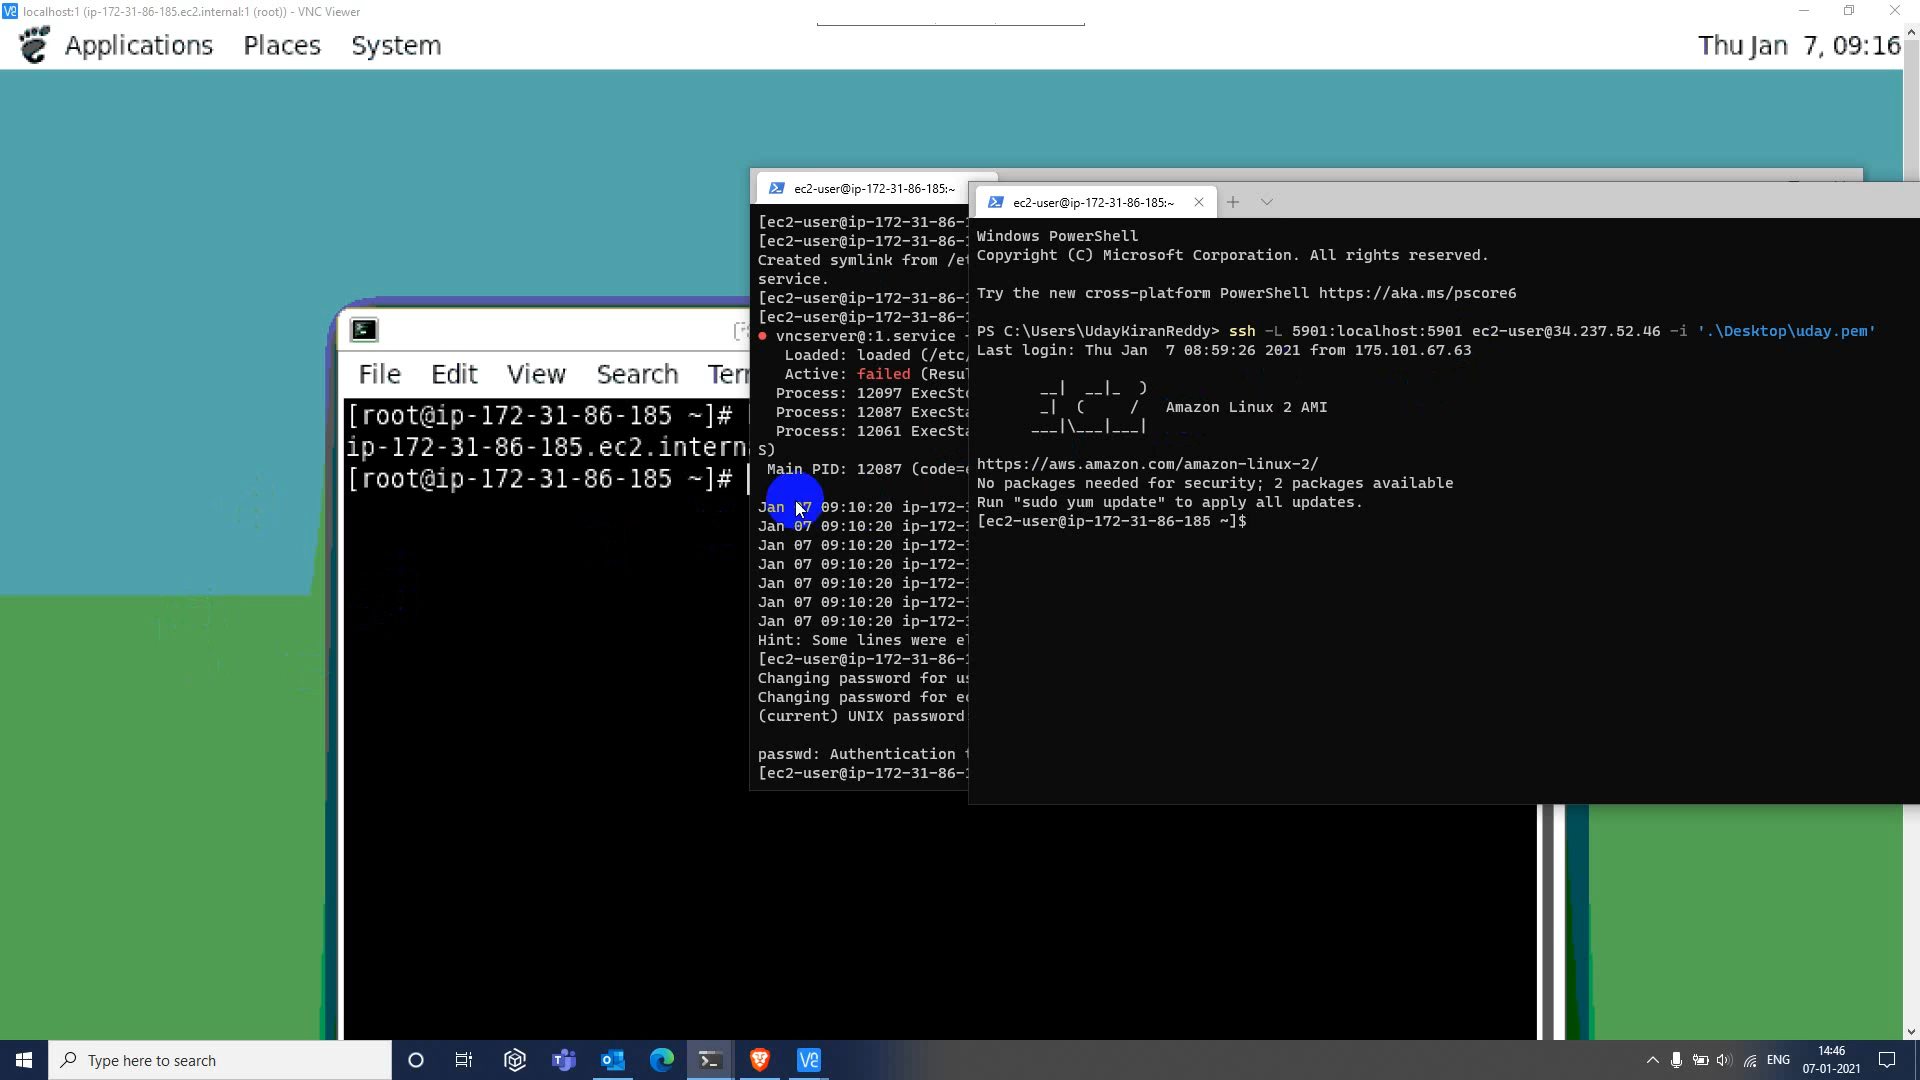 localhost:1 (ip-172-31-86-185.ec2.internal:1 (root)) - VNC Viewer
Applications Places System
Thu Jan 7, 09:16
File Edit View Search Ter
[root@ip-172-31-86-185 ~]#
ip-172-31-86-185.ec2.intern
[root@ip-172-31-86-185 ~]#
ec2-user@ip-172-31-86-185:~
[ec2-user@ip-172-31-86-
[ec2-user@ip-172-31-86-
Created symlink from /et
service.
[ec2-user@ip-172-31-86-
[ec2-user@ip-172-31-86-
● vncserver@:1.service -
Loaded: loaded (/etc/
Active: failed (Resu
Process: 12097 ExecSto
Process: 12087 ExecSta
Process: 12061 ExecSta
S)
Main PID: 12087 (code=e
Jan 07 09:10:20 ip-172-
Jan 07 09:10:20 ip-172-
Jan 07 09:10:20 ip-172-
Jan 07 09:10:20 ip-172-
Jan 07 09:10:20 ip-172-
Jan 07 09:10:20 ip-172-
Jan 07 09:10:20 ip-172-
Hint: Some lines were el
[ec2-user@ip-172-31-86-
Changing password for us
Changing password for ec
(current) UNIX password:
passwd: Authentication t
[ec2-user@ip-172-31-86-
ec2-user@ip-172-31-86-185:~
Windows PowerShell
Copyright (C) Microsoft Corporation. All rights reserved.
Try the new cross-platform PowerShell https://aka.ms/pscore6
PS C:\Users\UdayKiranReddy> ssh -L 5901:localhost:5901 ec2-user@34.237.52.46 -i '.\Desktop\uday.pem'
Last login: Thu Jan  7 08:59:26 2021 from 175.101.67.63
__|  __|_  )
_|  (     /   Amazon Linux 2 AMI
___|\___|___|
https://aws.amazon.com/amazon-linux-2/
No packages needed for security; 2 packages available
Run "sudo yum update" to apply all updates.
[ec2-user@ip-172-31-86-185 ~]$
Type here to search
ENG
14:46
07-01-2021